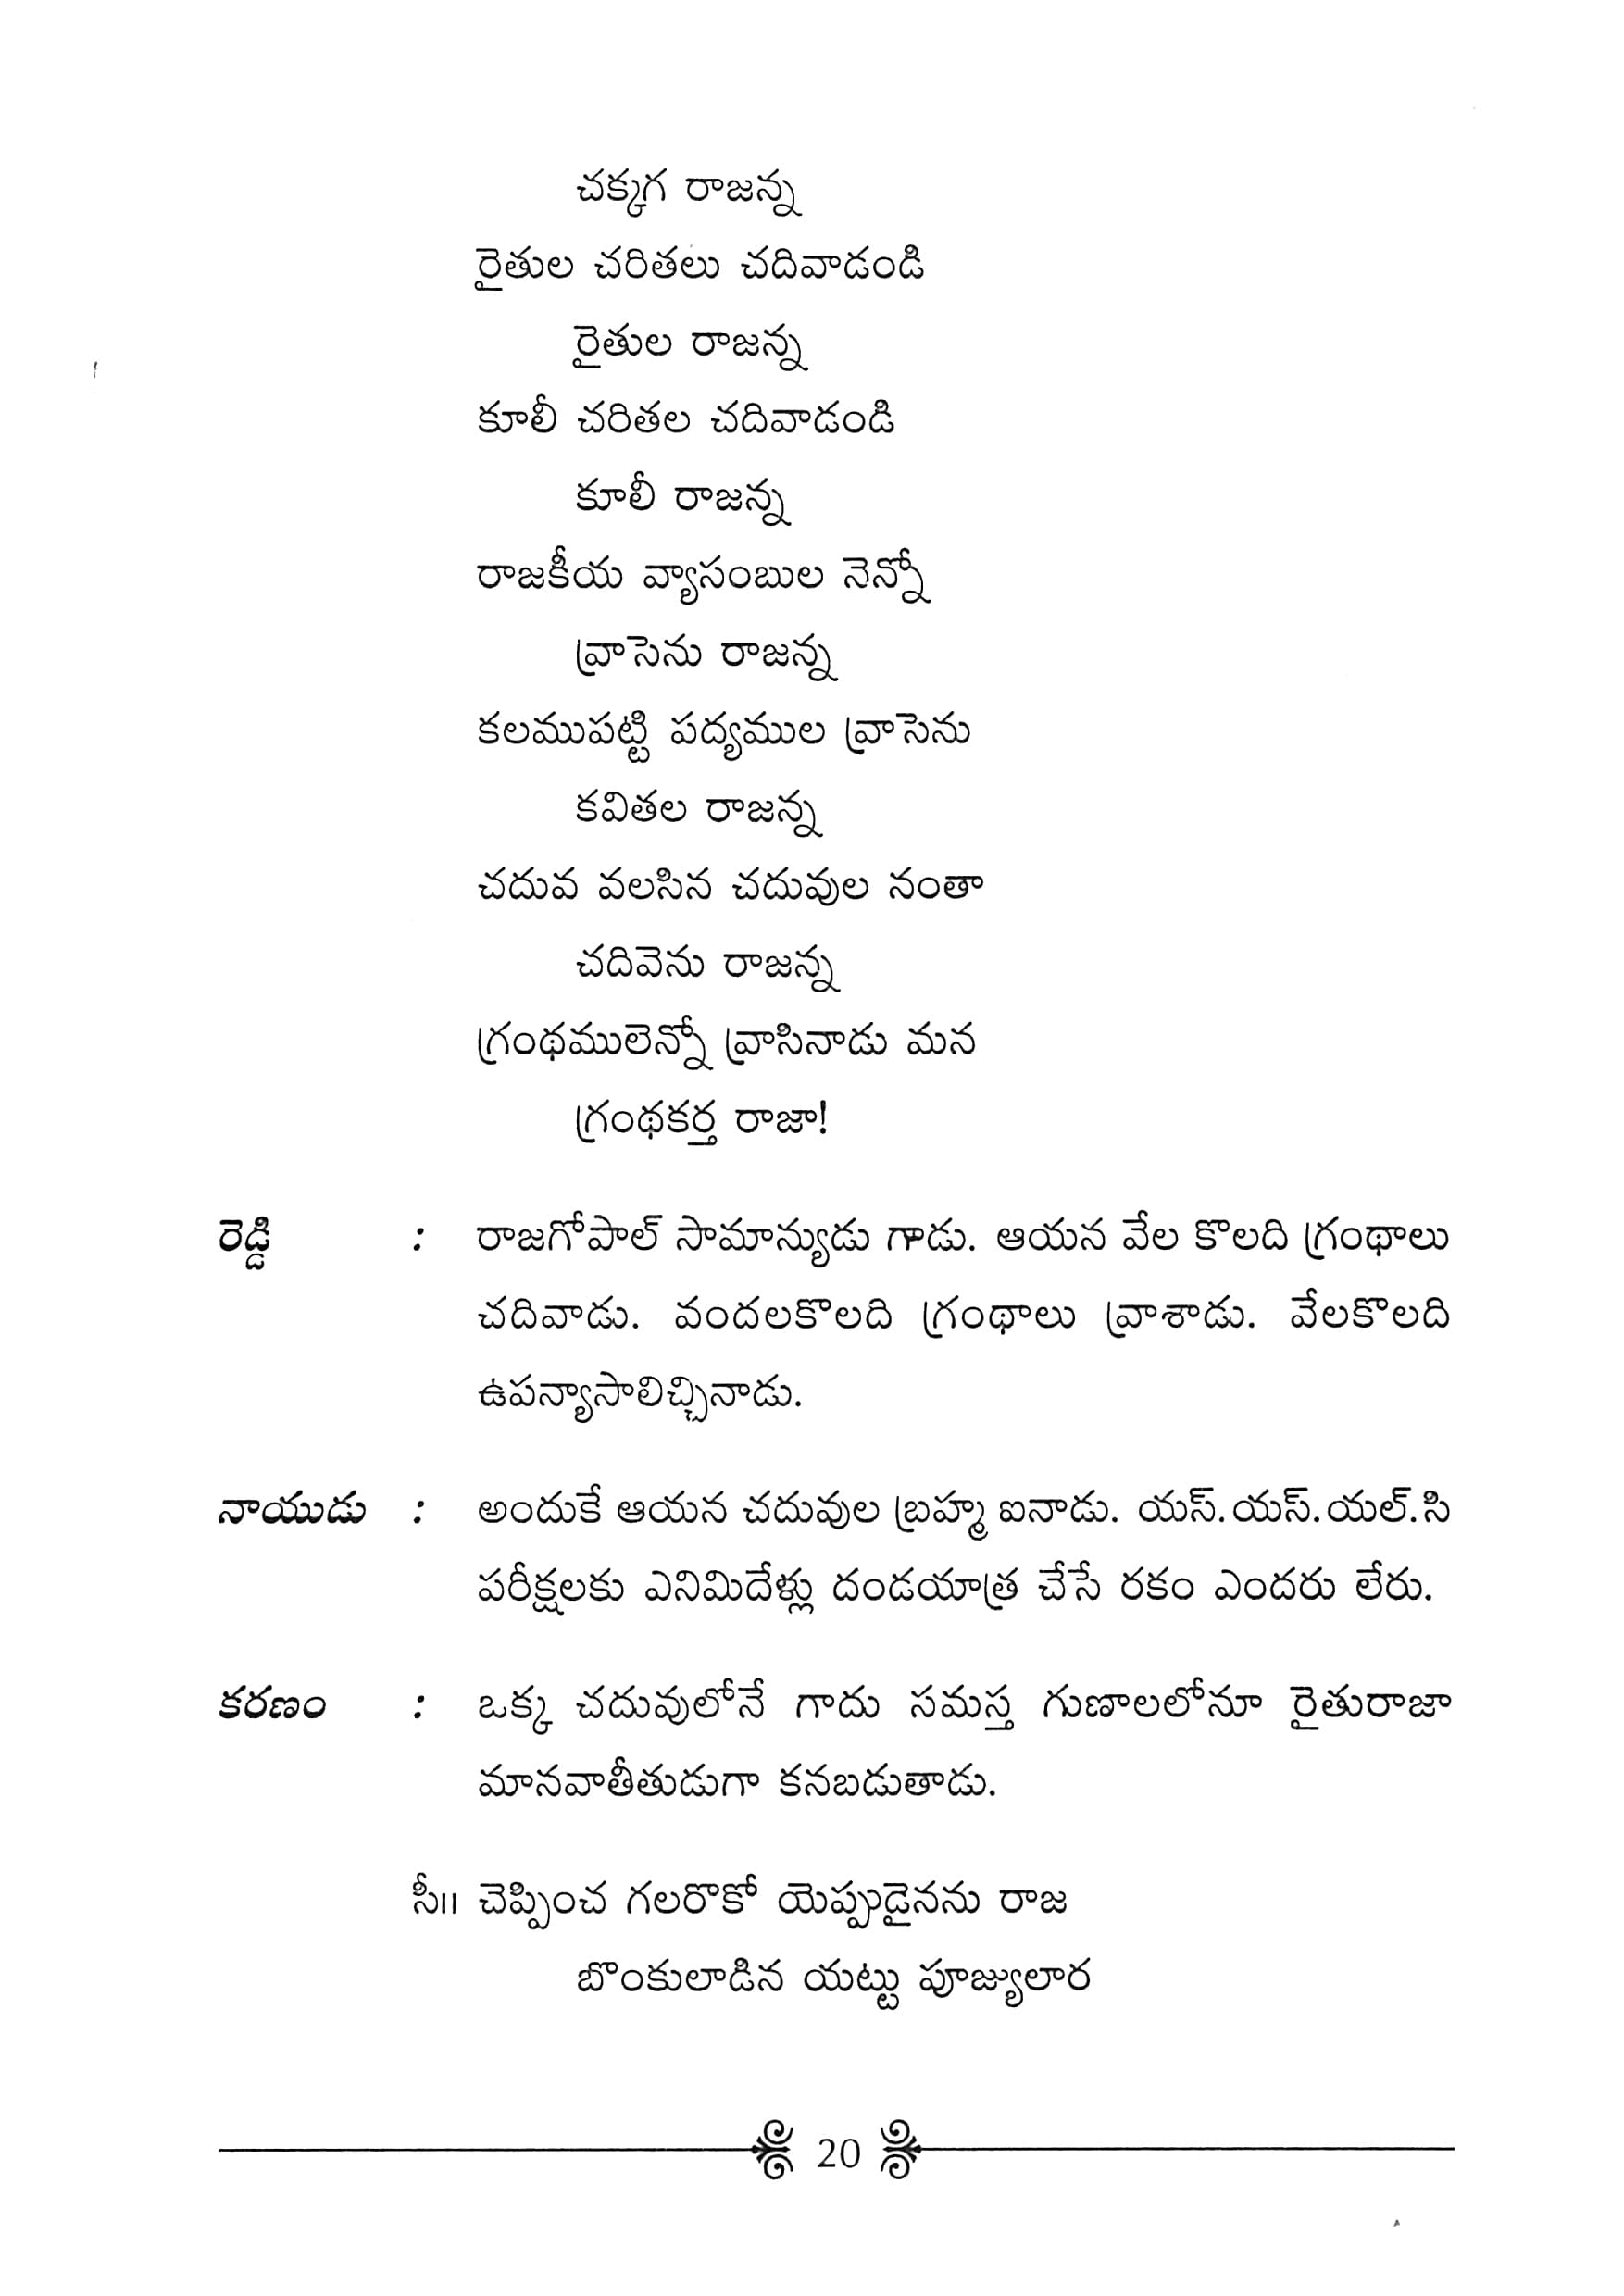 చక్కగ రాజన్న
రైతుల చరితలు చదివాడండి
రైతుల రాజన్న
కూలీ చరితల చదివాడండి
కూలీ రాజన్న
రాజకీయ వ్యాసంబుల నెన్నో
వ్రాసెను రాజన్న
కలముపట్టి పద్యముల వ్రాసెను
కవితల రాజన్న
చదువ వలసిన చదువుల నంతా
చదివెను రాజన్న
గ్రంథములెన్నో వ్రాసినాడు మన
గ్రంథకర్త రాజా!
రెడ్డి : రాజగోపాల్ సామాన్యుడు గాడు. ఆయన వేల కొలది గ్రంథాలు
చదివాడు. వందలకొలది గ్రంథాలు వ్రాశాడు. వేలకొలది
ఉపన్యాసాలిచ్చినాడు.
నాయుడు : అందుకే ఆయన చదువుల బ్రహ్మ ఐనాడు. యస్.యస్.యల్.సి
పరీక్షలకు ఎనిమిదేళ్లు దండయాత్ర చేసే రకం ఎందరు లేరు.
కరణం : ఒక్క చదువులోనే గాదు సమస్త గుణాలలోనూ రైతురాజా
మానవాతీతుడుగా కనబడుతాడు.
సీ॥ చెప్పించ గలరొకో యెప్పుడైనను రాజ
బొంకులాడిన యట్టు పూజ్యులార
20